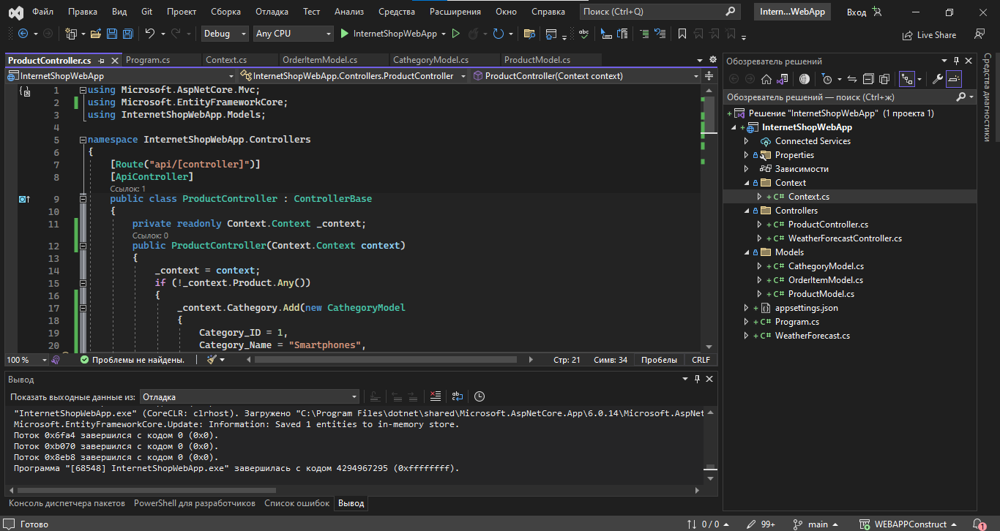 Файл Правка Вид Git Проект Сборка Отладка Тест Анализ Средства Расширения Окно Справка Поиск (Ctrl+Q) Intern...WebApp Вход
Debug Any CPU InternetShopWebApp Live Share
ProductController.cs Program.cs Context.cs OrderItemModel.cs CathegoryModel.cs ProductModel.cs
InternetShopWebApp InternetShopWebApp.Controllers.ProductController ProductController(Context context)
1 using Microsoft.AspNetCore.Mvc;
2 using Microsoft.EntityFrameworkCore;
3 using InternetShopWebApp.Models;
4
5 namespace InternetShopWebApp.Controllers
6 {
7 [Route("api/[controller]")]
8 [ApiController]
Ссылок: 1
9 public class ProductController : ControllerBase
10 {
11 private readonly Context.Context _context;
Ссылок: 0
12 public ProductController(Context.Context context)
13 {
14 _context = context;
15 if (!_context.Product.Any())
16 {
17 _context.Cathegory.Add(new CathegoryModel
18 {
19 Category_ID = 1,
20 Category_Name = "Smartphones",
100 % Проблемы не найдены. Стр: 21 Симв: 34 Пробелы CRLF
Вывод
Показать выходные данные из: Отладка
"InternetShopWebApp.exe" (CoreCLR: clrhost). Загружено "C:\Program Files\dotnet\shared\Microsoft.AspNetCore.App\6.0.14\Microsoft.AspNet
Microsoft.EntityFrameworkCore.Update: Information: Saved 1 entities to in-memory store.
Поток 0x6fa4 завершился с кодом 0 (0x0).
Поток 0xb070 завершился с кодом 0 (0x0).
Поток 0x8eb8 завершился с кодом 0 (0x0).
Программа "[68548] InternetShopWebApp.exe" завершилась с кодом 4294967295 (0xffffffff).
Консоль диспетчера пакетов PowerShell для разработчиков Список ошибок Вывод
Обозреватель решений
Обозреватель решений — поиск (Ctrl+ж)
Решение "InternetShopWebApp" (1 проекта 1)
InternetShopWebApp
Connected Services
Properties
Зависимости
Context
C# Context.cs
Controllers
C# ProductController.cs
C# WeatherForecastController.cs
Models
C# CathegoryModel.cs
C# OrderItemModel.cs
C# ProductModel.cs
appsettings.json
C# Program.cs
C# WeatherForecast.cs
Средства диагностики
Готово 0 / 0 99+ main WEBAPPConstruct 1